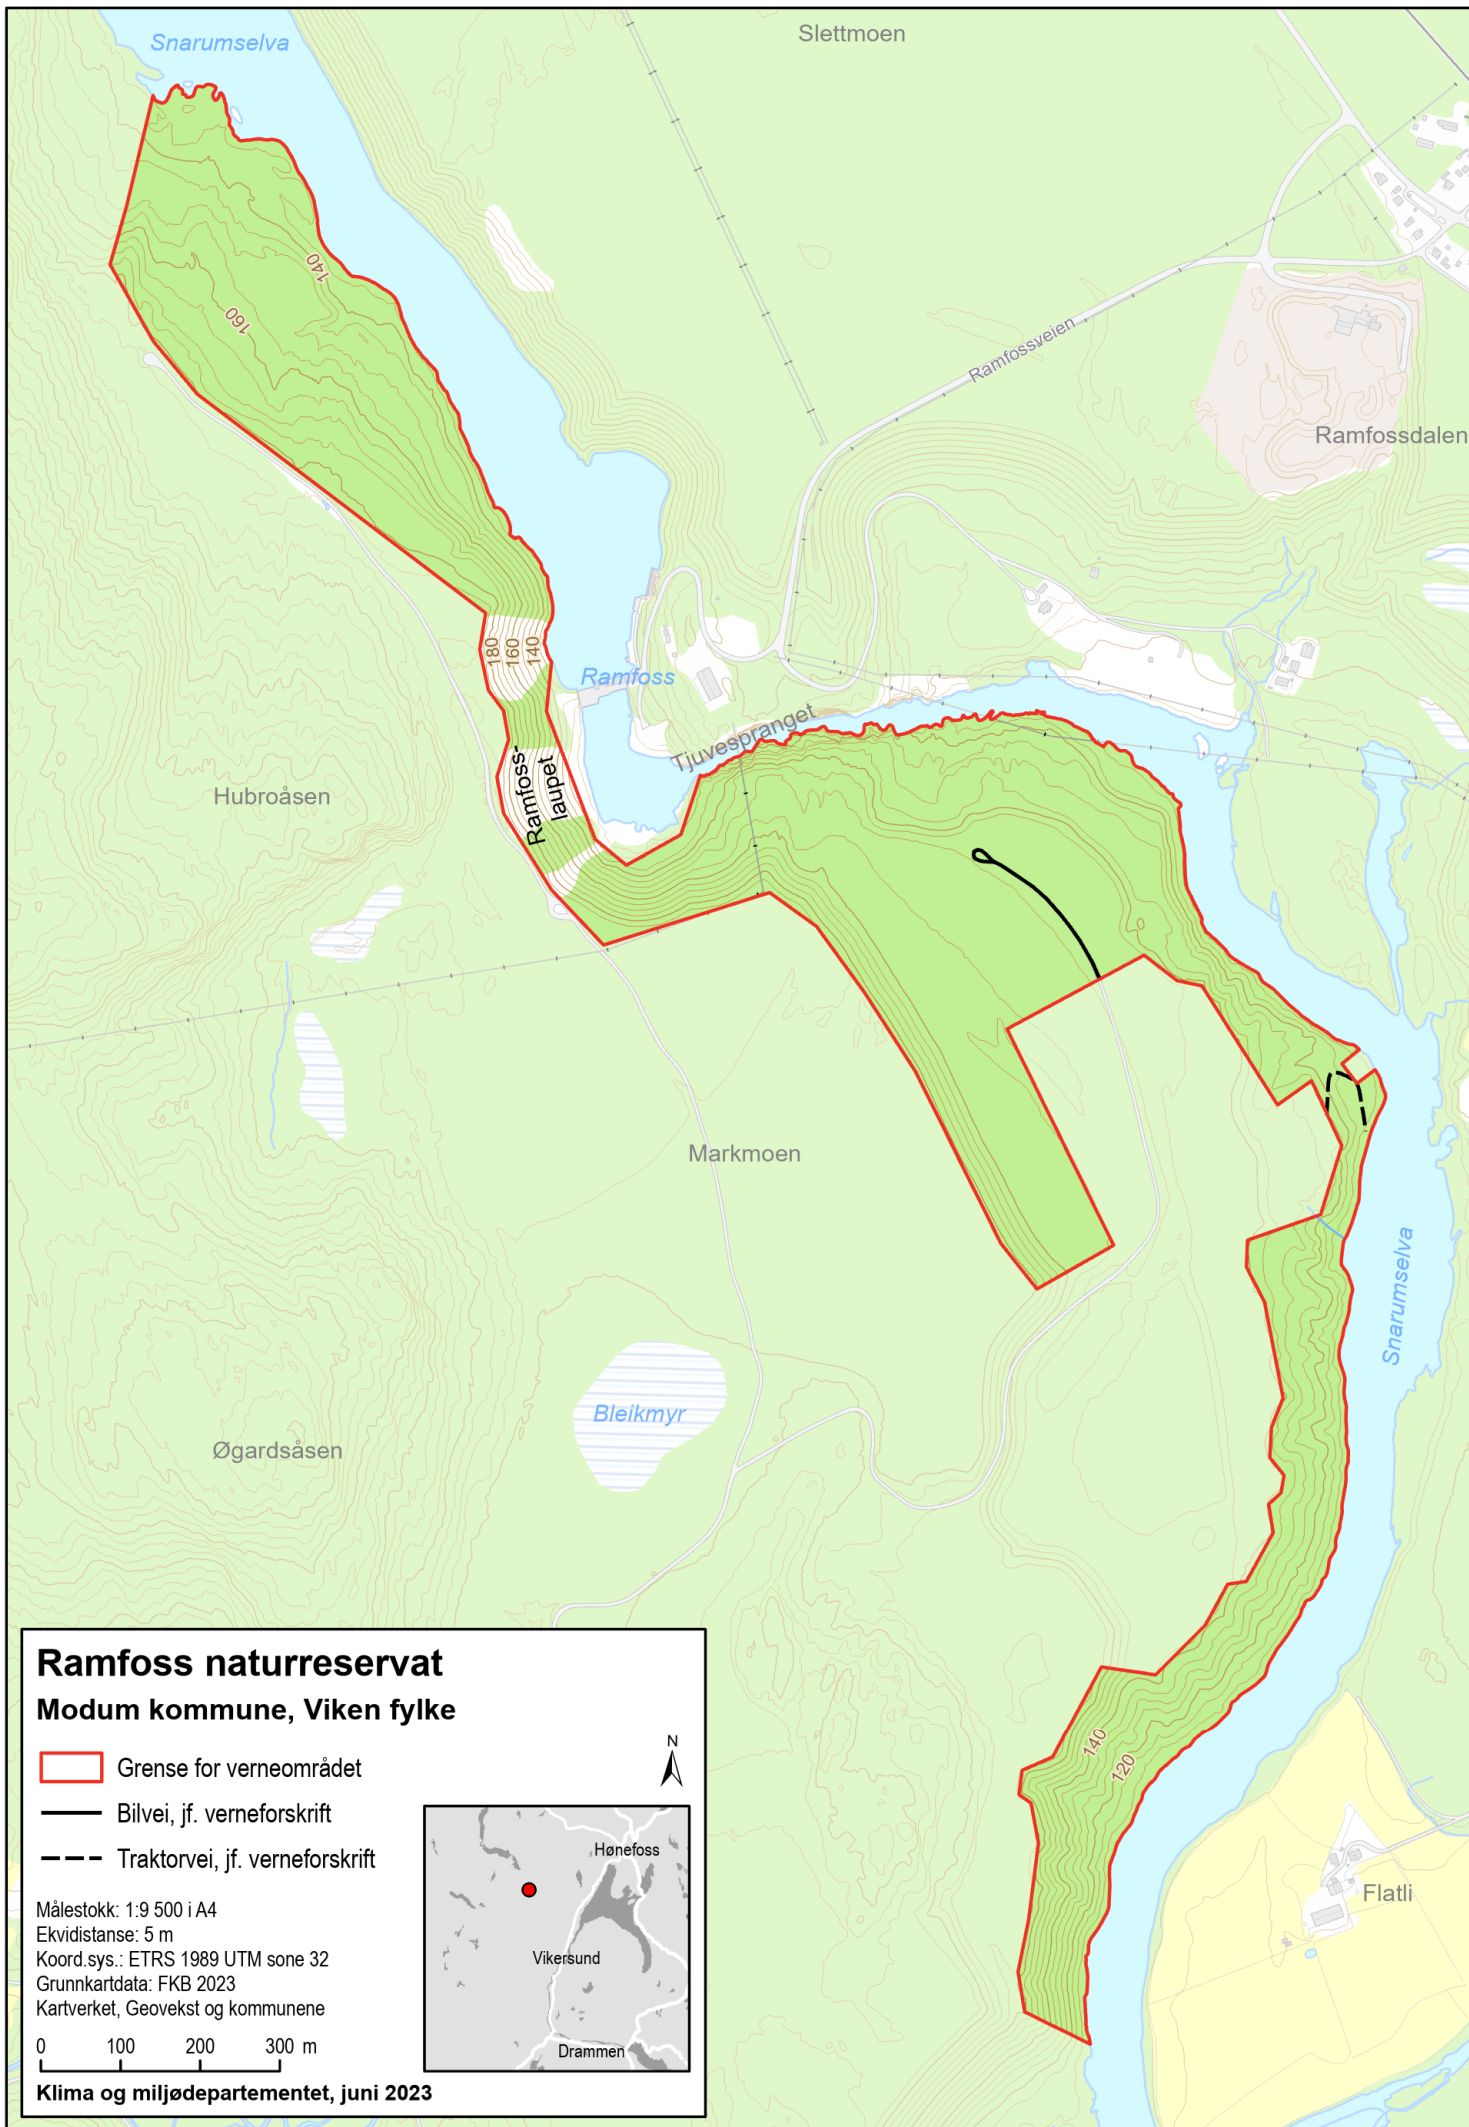 Snarumselva
Slettmoen
140
160
Ramfossveien
Ramfossdalen
180
160
140
Ramfoss
Tjuvespranget
Ramfoss-
laupet
Hubroåsen
Markmoen
Snarumselva
Bleikmyr
Øgardsåsen
140
120
Flatli
Ramfoss naturreservat
Modum kommune, Viken fylke
N
Grense for verneområdet
Bilvei, jf. verneforskrift
Traktorvei, jf. verneforskrift
Målestokk: 1:9 500 i A4
Ekvidistanse: 5 m
Koord.sys.: ETRS 1989 UTM sone 32
Grunnkartdata: FKB 2023
Kartverket, Geovekst og kommunene
0 100 200 300 m
Hønefoss
Vikersund
Drammen
Klima og miljødepartementet, juni 2023